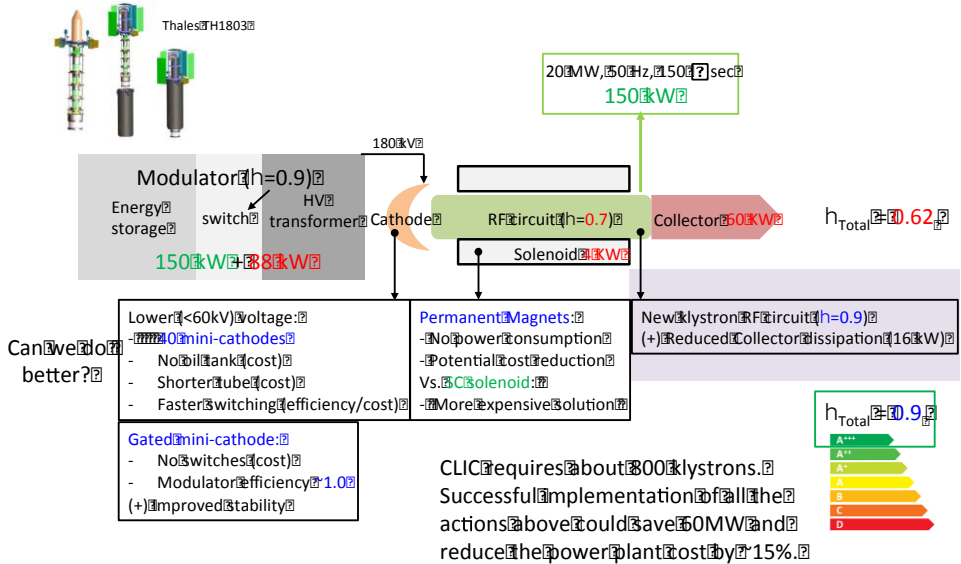 Thales TH1803
20 MW, 50 Hz, 150 ? sec
150 kW
180 kV
Modulator (h=0.9)
Energy
storage
switch
HV
transformer
150 kW + 88 kW
Cathode
RF circuit (h=0.7)
Collector 60 KW
Solenoid 4 KW
hTotal = 0.62
Can we do
better?
Lower (<60kV) voltage:
- 40 mini-cathodes
- No oil tank (cost)
- Shorter tube (cost)
- Faster switching (efficiency/cost)
Permanent Magnets:
- No power consumption
- Potential cost reduction
Vs. SC solenoid:
- More expensive solution
New klystron RF circuit (h=0.9)
(+) Reduced Collector dissipation (16 kW)
Gated mini-cathode:
- No switches (cost)
- Modulator efficiency ~1.0
(+) Improved stability
hTotal = 0.9
A+++
A++
A+
A
B
C
D
CLIC requires about 800 klystrons.
Successful implementation of all the
actions above could save 60MW and
reduce the power plant cost by ~15%.